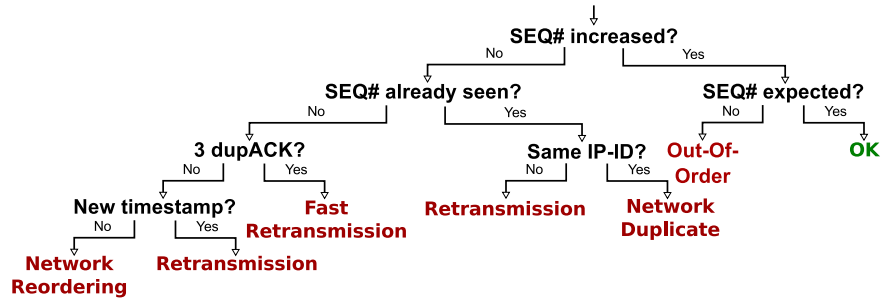 SEQ# increased?
No
Yes
SEQ# already seen?
SEQ# expected?
No
Yes
No
Yes
3 dupACK?
Same IP-ID?
Out-Of-
Order
OK
No
Yes
No
Yes
New timestamp?
Fast
Retransmission
Retransmission
Network
Duplicate
No
Yes
Network
Reordering
Retransmission